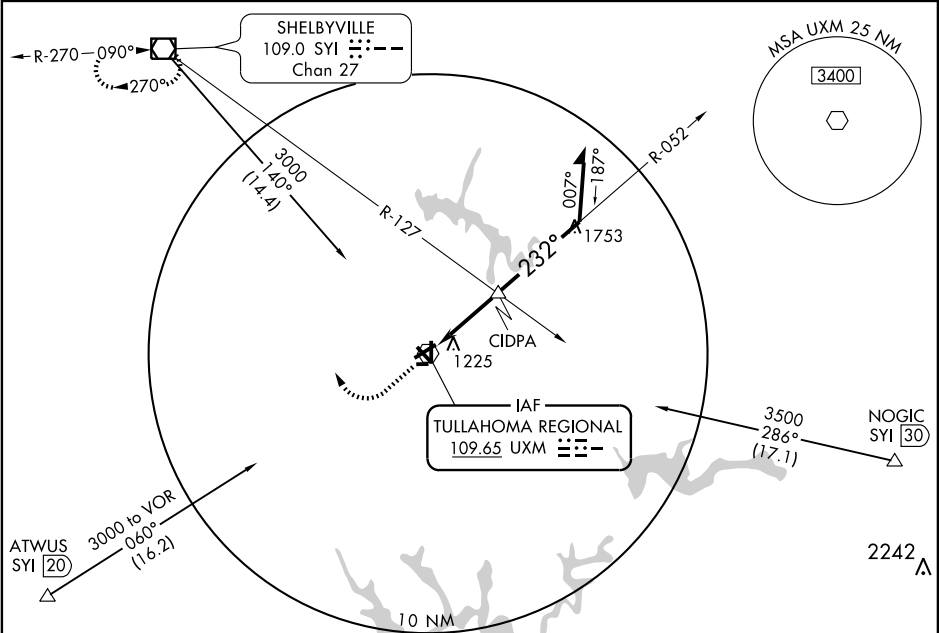 SHELBYVILLE
109.0 SYI
Chan 27
R-270
090°
270°
MSA UXM 25 NM
3400
3000
140°
(14.4)
R-127
R-052
007°
187°
1753
232°
CIDPA
1225
IAF
TULLAHOMA REGIONAL
109.65 UXM
3500
286°
(17.1)
NOGIC
SYI 30
3000 to VOR
060°
(16.2)
ATWUS
SYI 20
2242
10 NM